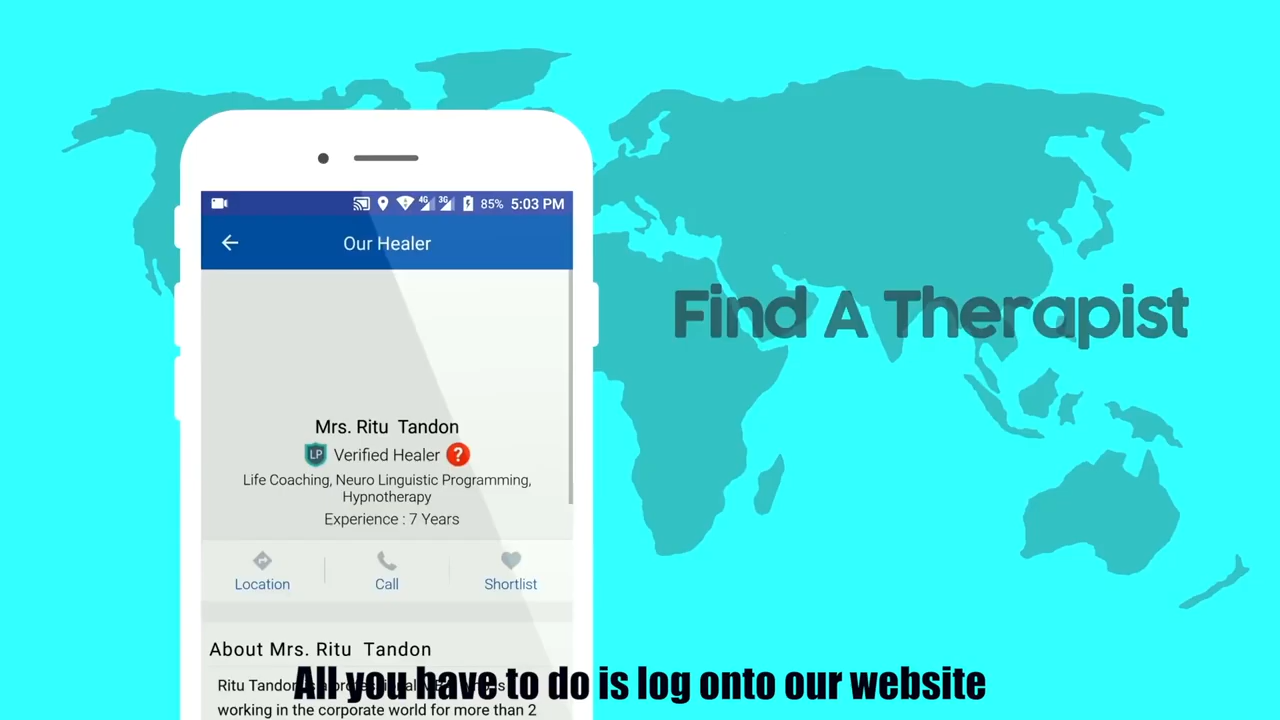 4G 3G 85% 5:03 PM
Our Healer
Find A Therapist
Mrs. Ritu Tandon
LP Verified Healer ?
Life Coaching, Neuro Linguistic Programming,
Hypnotherapy
Experience : 7 Years
Location Call Shortlist
About Mrs. Ritu Tandon
All you have to do is log onto our website
Ritu Tandon
working in the corporate world for more than 2